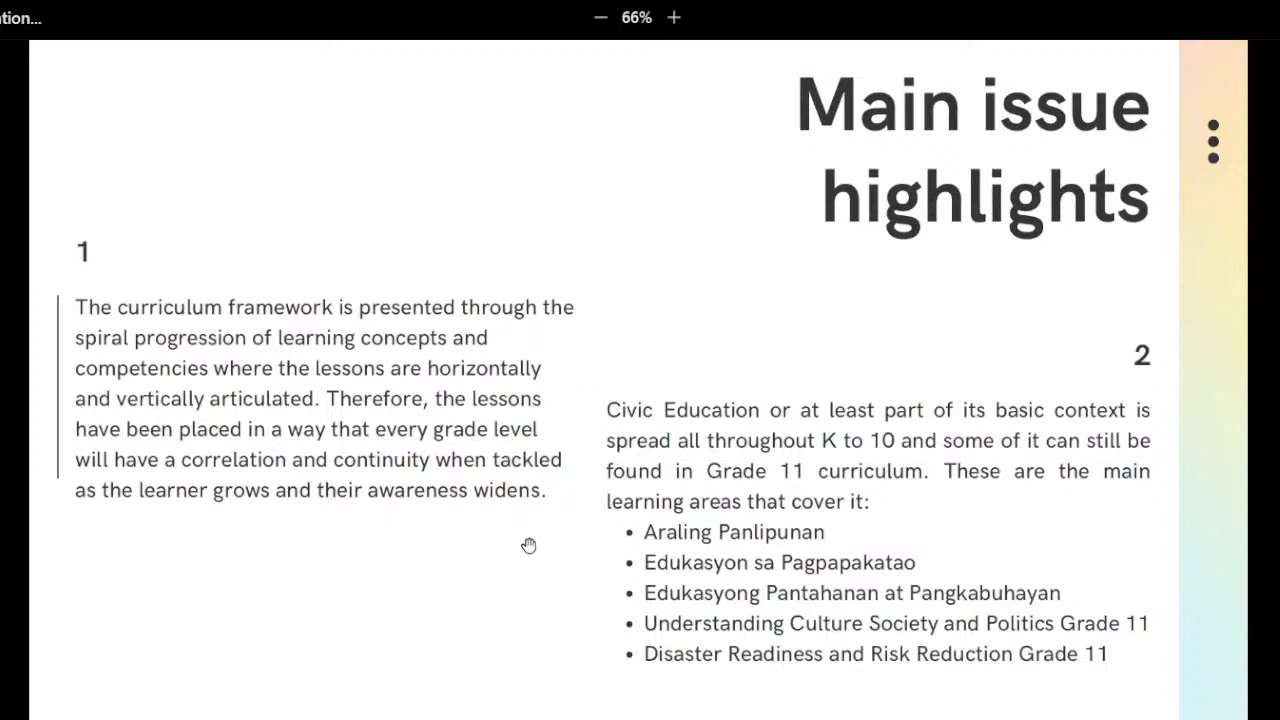 tion...
66%
Main issue
highlights
1
The curriculum framework is presented through the
spiral progression of learning concepts and
competencies where the lessons are horizontally
and vertically articulated. Therefore, the lessons
have been placed in a way that every grade level
will have a correlation and continuity when tackled
as the learner grows and their awareness widens.
2
Civic Education or at least part of its basic context is
spread all throughout K to 10 and some of it can still be
found in Grade 11 curriculum. These are the main
learning areas that cover it:
• Araling Panlipunan
• Edukasyon sa Pagpapakatao
• Edukasyong Pantahanan at Pangkabuhayan
• Understanding Culture Society and Politics Grade 11
• Disaster Readiness and Risk Reduction Grade 11